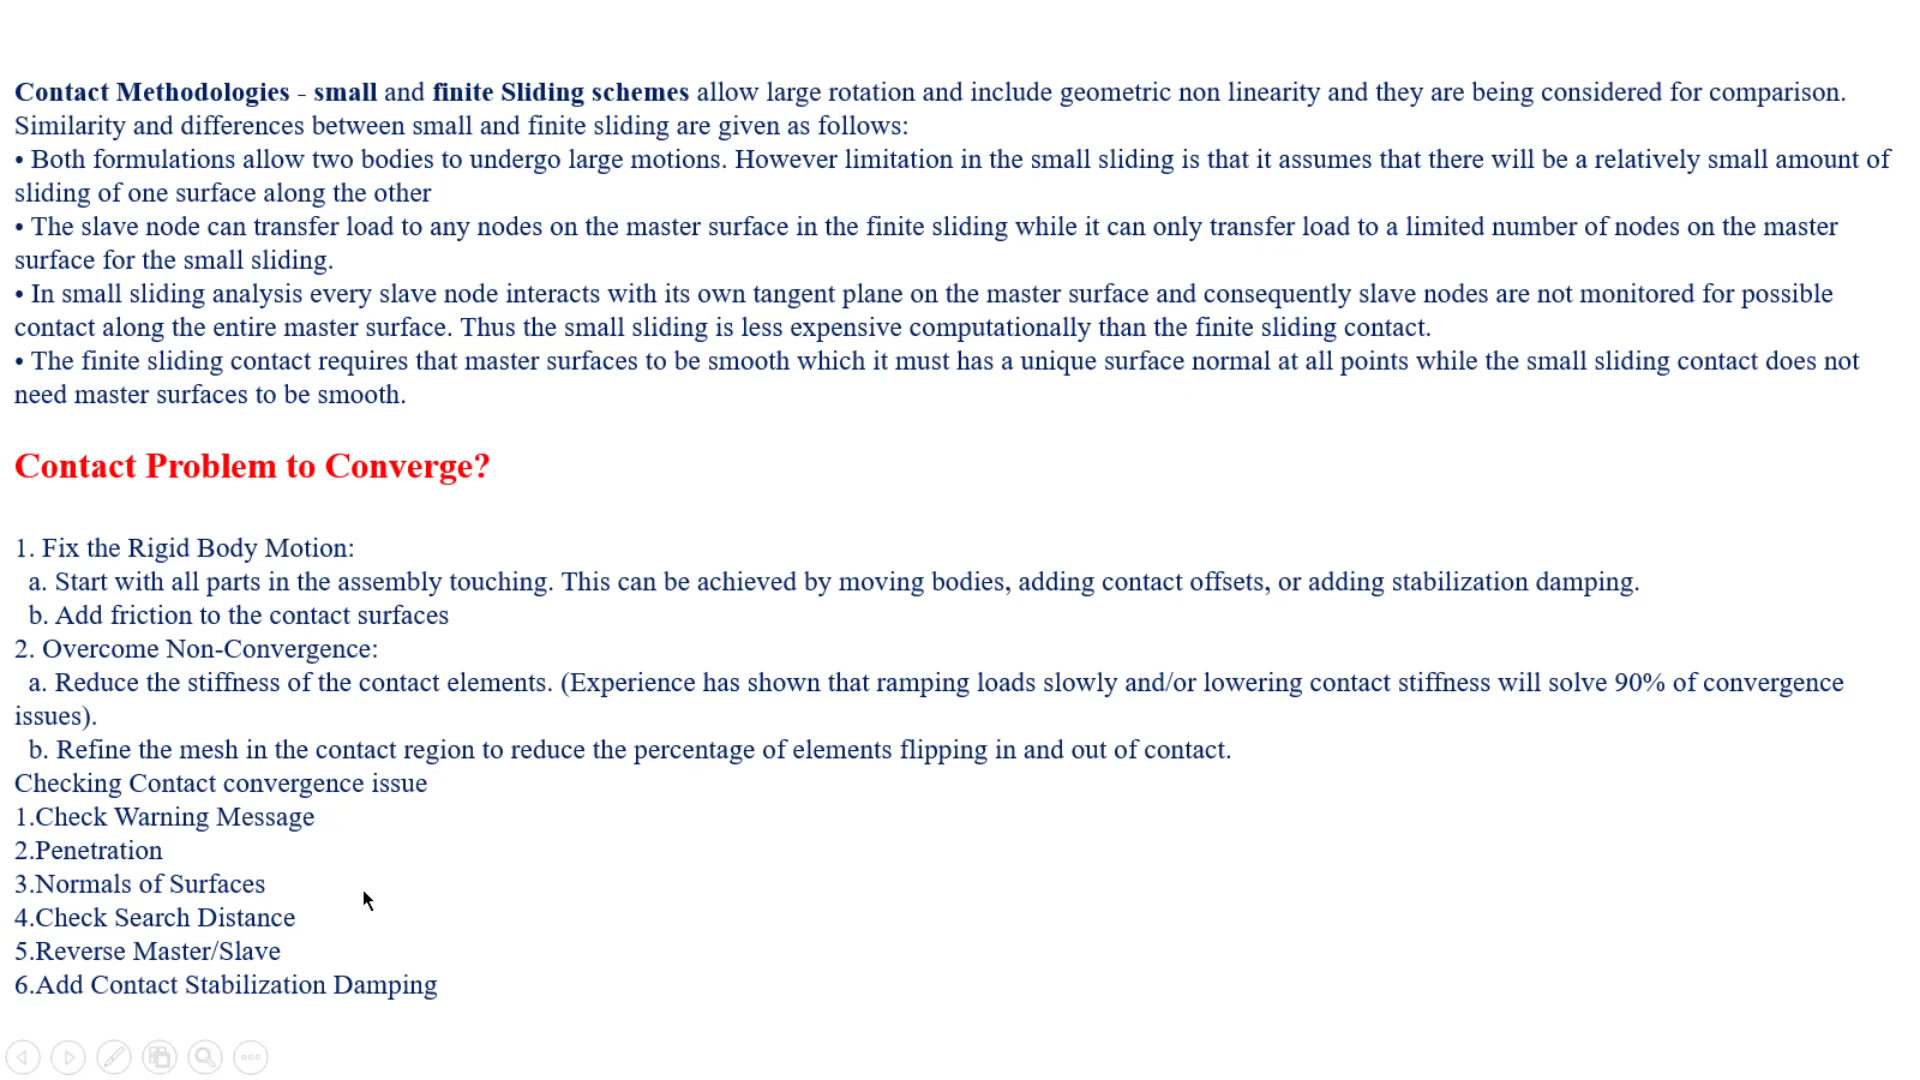 Contact Methodologies - small and finite Sliding schemes allow large rotation and include geometric non linearity and they are being considered for comparison.
Similarity and differences between small and finite sliding are given as follows:
• Both formulations allow two bodies to undergo large motions. However limitation in the small sliding is that it assumes that there will be a relatively small amount of
sliding of one surface along the other
• The slave node can transfer load to any nodes on the master surface in the finite sliding while it can only transfer load to a limited number of nodes on the master
surface for the small sliding.
• In small sliding analysis every slave node interacts with its own tangent plane on the master surface and consequently slave nodes are not monitored for possible
contact along the entire master surface. Thus the small sliding is less expensive computationally than the finite sliding contact.
• The finite sliding contact requires that master surfaces to be smooth which it must has a unique surface normal at all points while the small sliding contact does not
need master surfaces to be smooth.
Contact Problem to Converge?
1. Fix the Rigid Body Motion:
a. Start with all parts in the assembly touching. This can be achieved by moving bodies, adding contact offsets, or adding stabilization damping.
b. Add friction to the contact surfaces
2. Overcome Non-Convergence:
a. Reduce the stiffness of the contact elements. (Experience has shown that ramping loads slowly and/or lowering contact stiffness will solve 90% of convergence
issues).
b. Refine the mesh in the contact region to reduce the percentage of elements flipping in and out of contact.
Checking Contact convergence issue
1.Check Warning Message
2.Penetration
3.Normals of Surfaces
4.Check Search Distance
5.Reverse Master/Slave
6.Add Contact Stabilization Damping